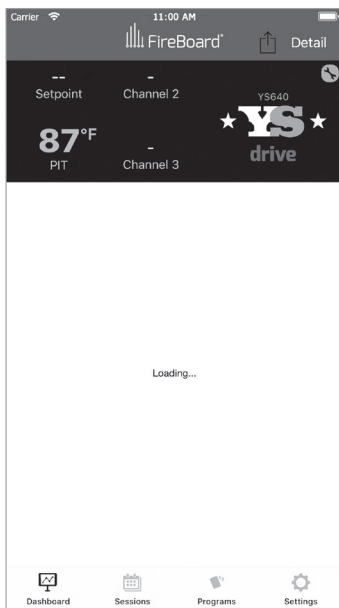 Carrier 11:00 AM
FireBoard® Detail
-- - YS640
Setpoint Channel 2
YS
drive
87°F -
PIT Channel 3
Loading...
Dashboard Sessions Programs Settings